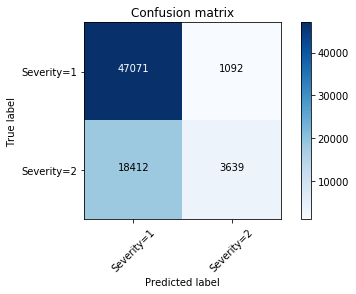 Confusion matrix
True label
Severity=1
47071 1092
Severity=2
18412 3639
Severity=1 Severity=2
Predicted label
40000
30000
20000
10000